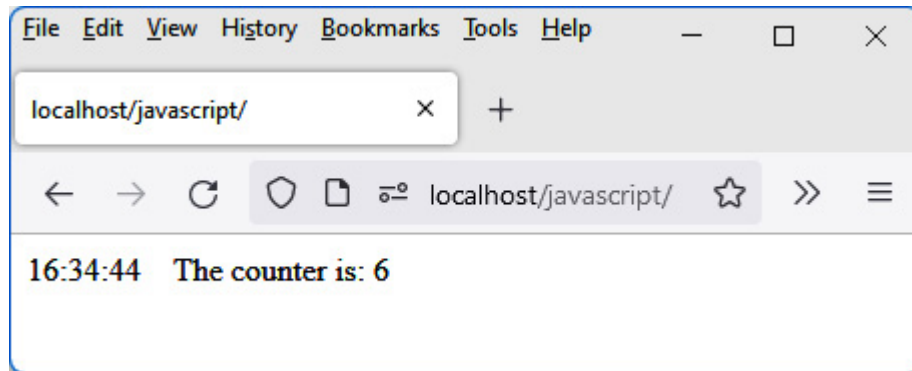 File Edit View History Bookmarks Tools Help
localhost/javascript/
localhost/javascript/
16:34:44 The counter is: 6